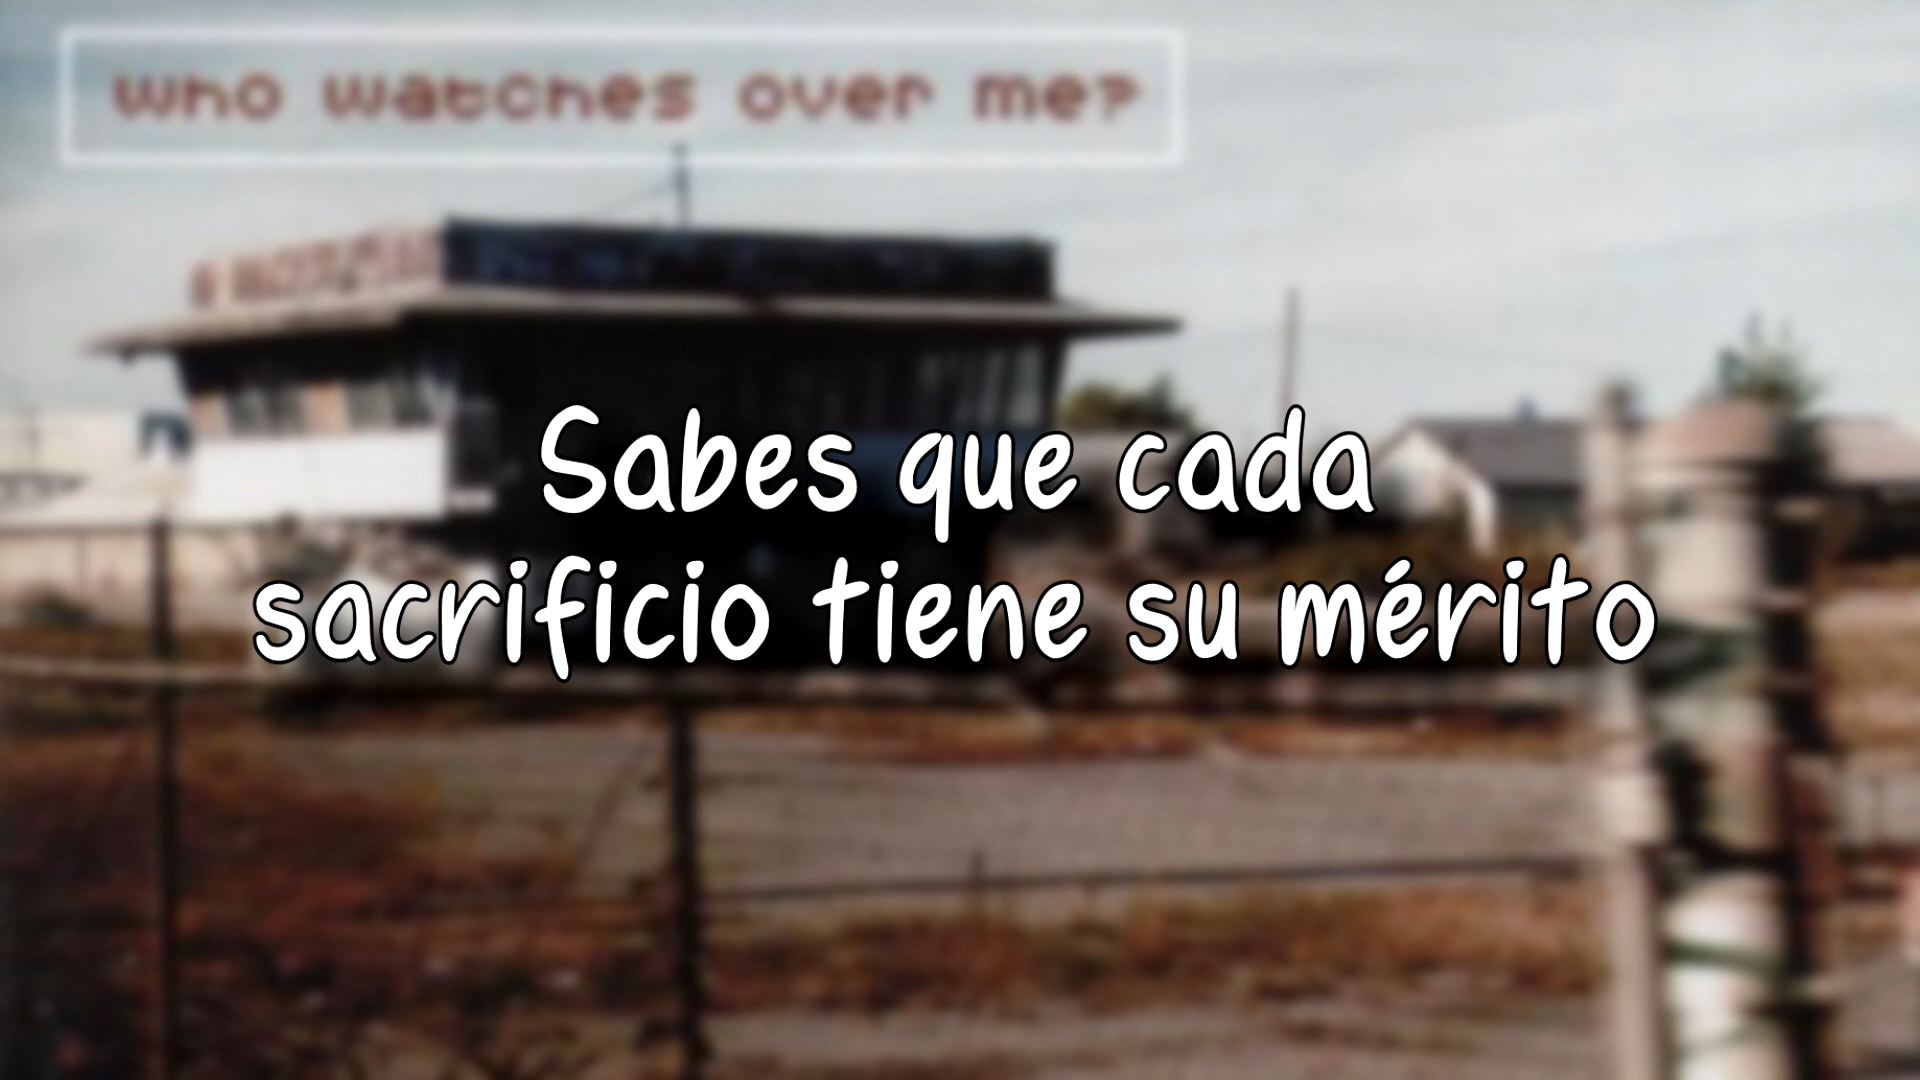 who watches over me?
Sabes que cada
sacrificio tiene su mérito